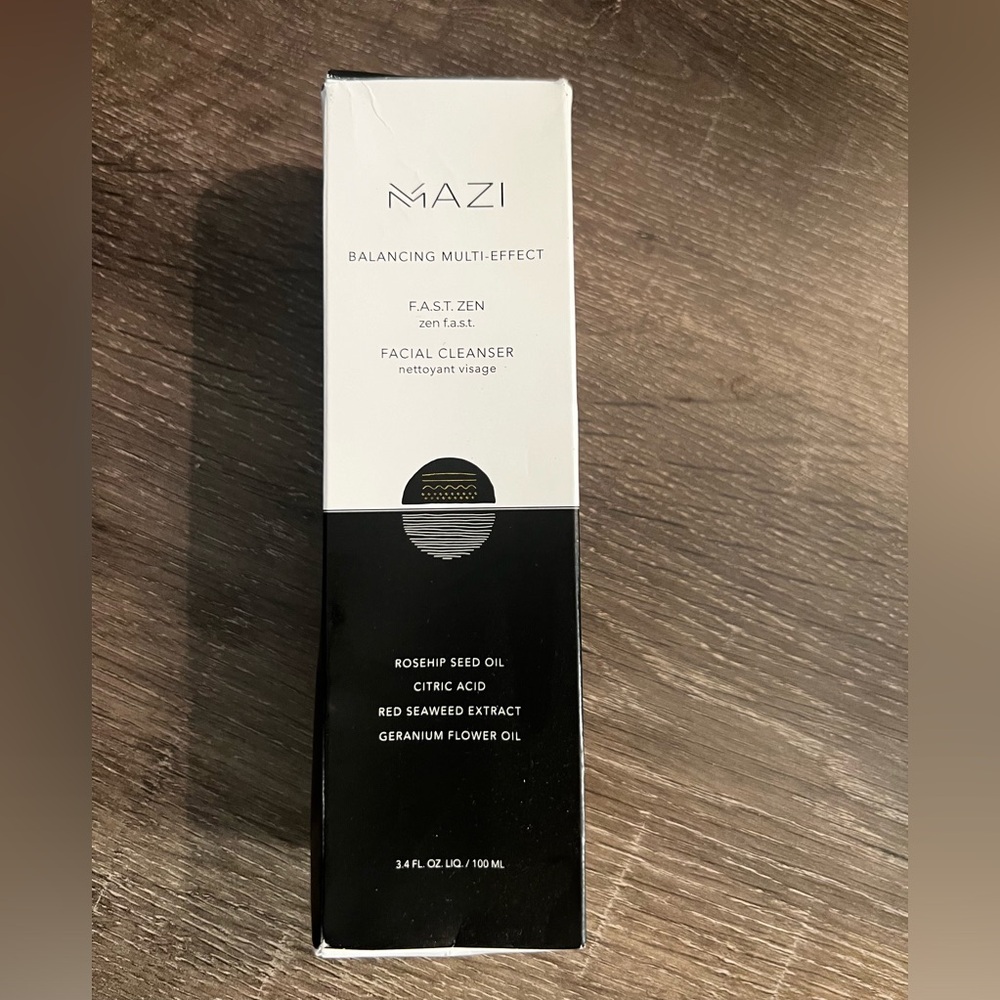 MAZI
BALANCING MULTI-EFFECT
F.A.S.T. ZEN
zen f.a.s.t.
FACIAL CLEANSER
nettoyant visage
ROSEHIP SEED OIL
CITRIC ACID
RED SEAWEED EXTRACT
GERANIUM FLOWER OIL
3.4 FL. OZ. LIQ. / 100 ML